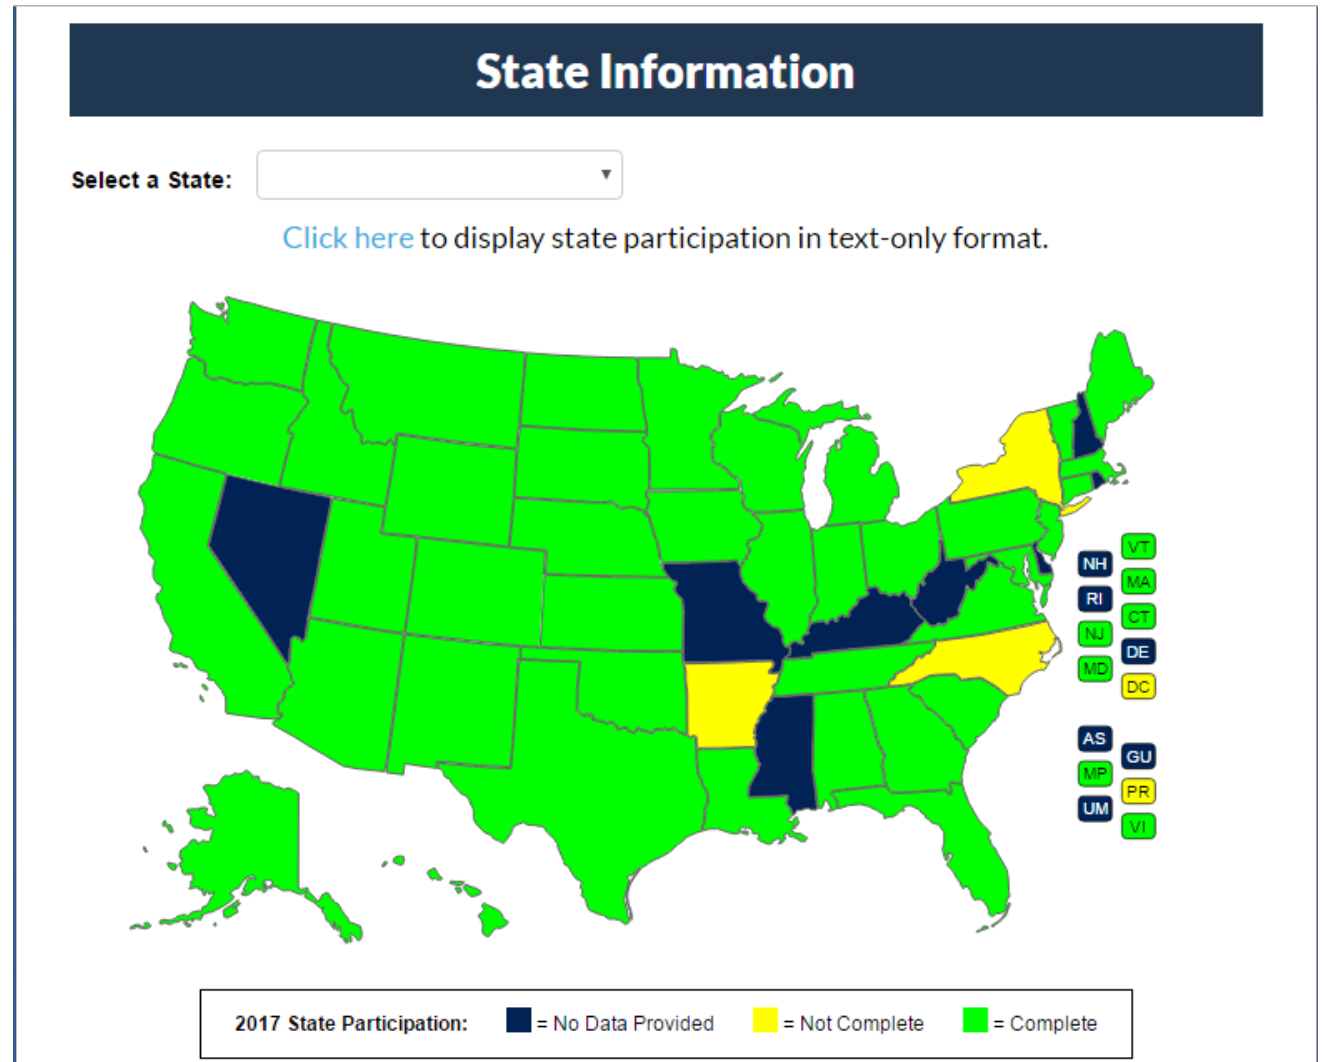 State Information
Select a State:
Click here to display state participation in text-only format.
VT
NH
MA
RI
CT
NJ
DE
MD
DC
AS
GU
MP
PR
UM
VI
2017 State Participation: = No Data Provided = Not Complete = Complete